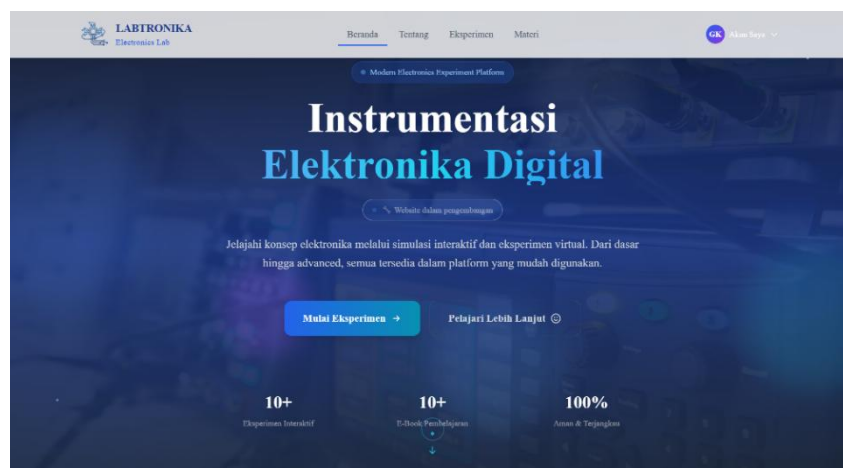 LABTRONIKA
Electronics Lab
Beranda Tentang Eksperimen Materi
GK Akun Saya
Modern Electronics Experiment Platform
Instrumentasi
Elektronika Digital
Website dalam pengembangan
Jelajahi konsep elektronika melalui simulasi interaktif dan eksperimen virtual. Dari dasar
hingga advanced, semua tersedia dalam platform yang mudah digunakan.
Mulai Eksperimen → Pelajari Lebih Lanjut
10+ 10+ 100%
Eksperimen Interaktif E-Book Pembelajaran Aman & Terjangkau